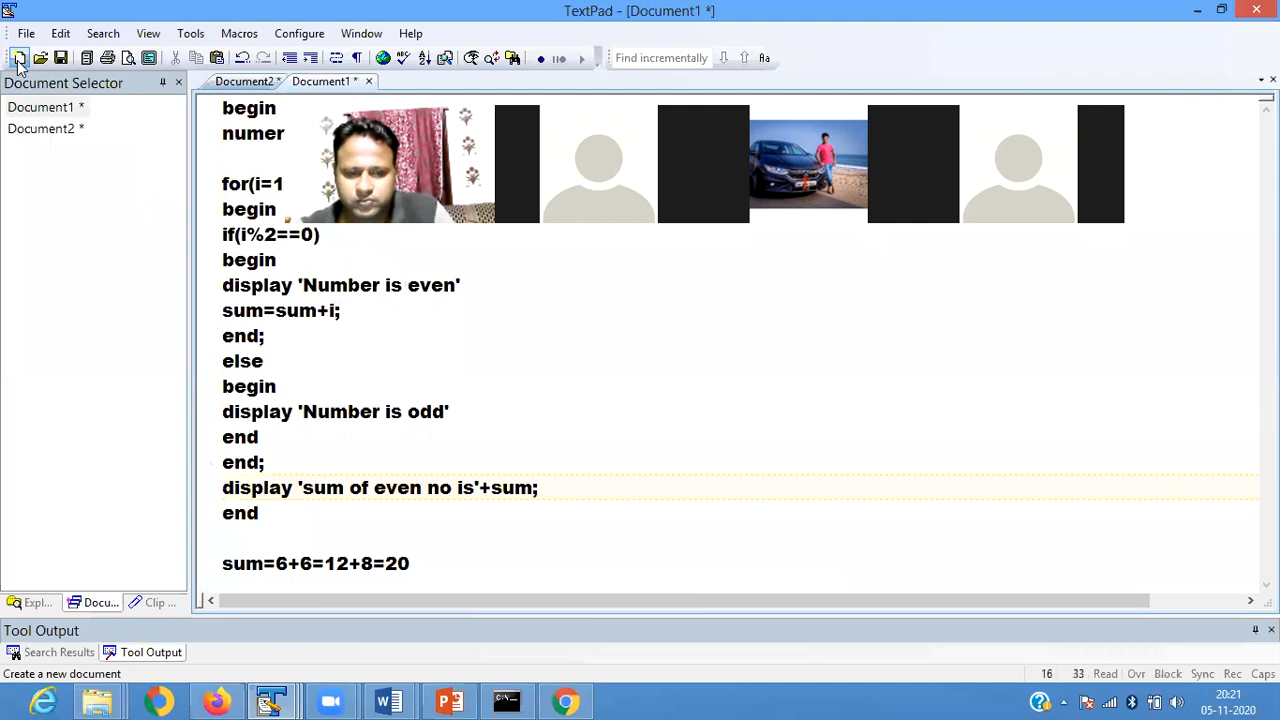 TextPad - [Document1 *]
File Edit Search View Tools Macros Configure Window Help
Find incrementally
Document Selector
Document2 * Document1 *
Document1 *
Document2 *
begin
numer
for(i=1
begin
if(i%2==0)
begin
display 'Number is even'
sum=sum+i;
end;
else
begin
display 'Number is odd'
end
end;
display 'sum of even no is'+sum;
end
sum=6+6=12+8=20
Expl... Docu... Clip ...
Tool Output
Search Results Tool Output
Create a new document 16 33 Read Ovr Block Sync Rec Caps
20:21
05-11-2020